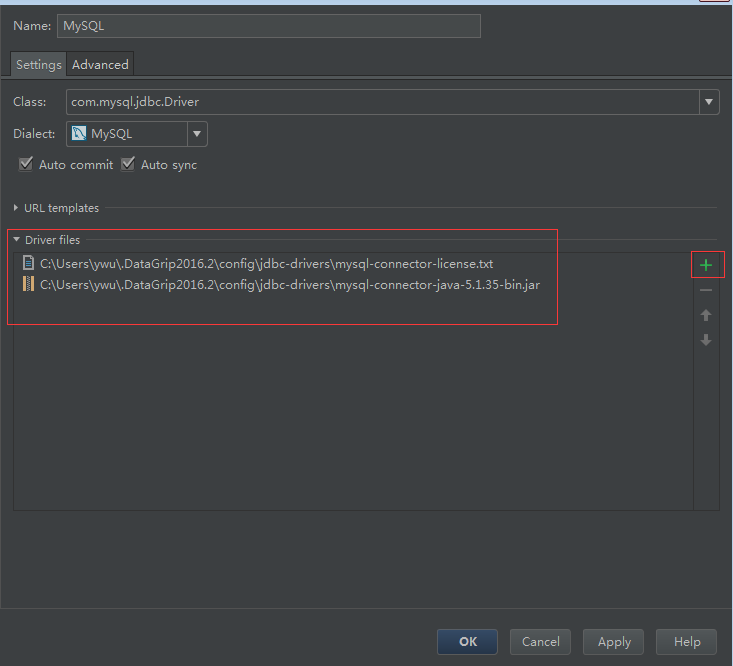 Name: MySQL
Settings Advanced
Class: com.mysql.jdbc.Driver
Dialect: MySQL
Auto commit Auto sync
URL templates
Driver files
C:\Users\ywu\.DataGrip2016.2\config\jdbc-drivers\mysql-connector-license.txt
C:\Users\ywu\.DataGrip2016.2\config\jdbc-drivers\mysql-connector-java-5.1.35-bin.jar
OK Cancel Apply Help